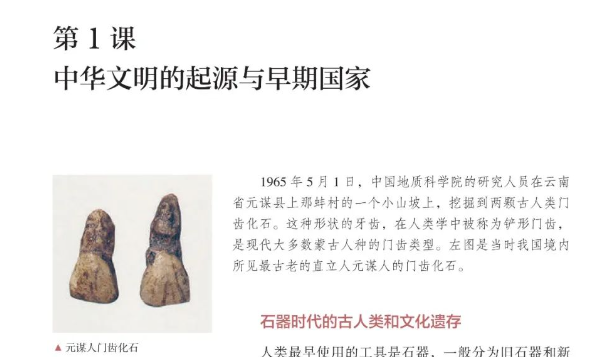 第1课
中华文明的起源与早期国家
1965年5月1日，中国地质科学院的研究人员在云南
省元谋县上那蚌村的一个小山坡上，挖掘到两颗古人类门
齿化石。这种形状的牙齿，在人类学中被称为铲形门齿，
是现代大多数蒙古人种的门齿类型。左图是当时我国境内
所见最古老的直立人元谋人的门齿化石。
▲ 元谋人门齿化石
石器时代的古人类和文化遗存
人类最早使用的工具是石器，一般分为旧石器和新